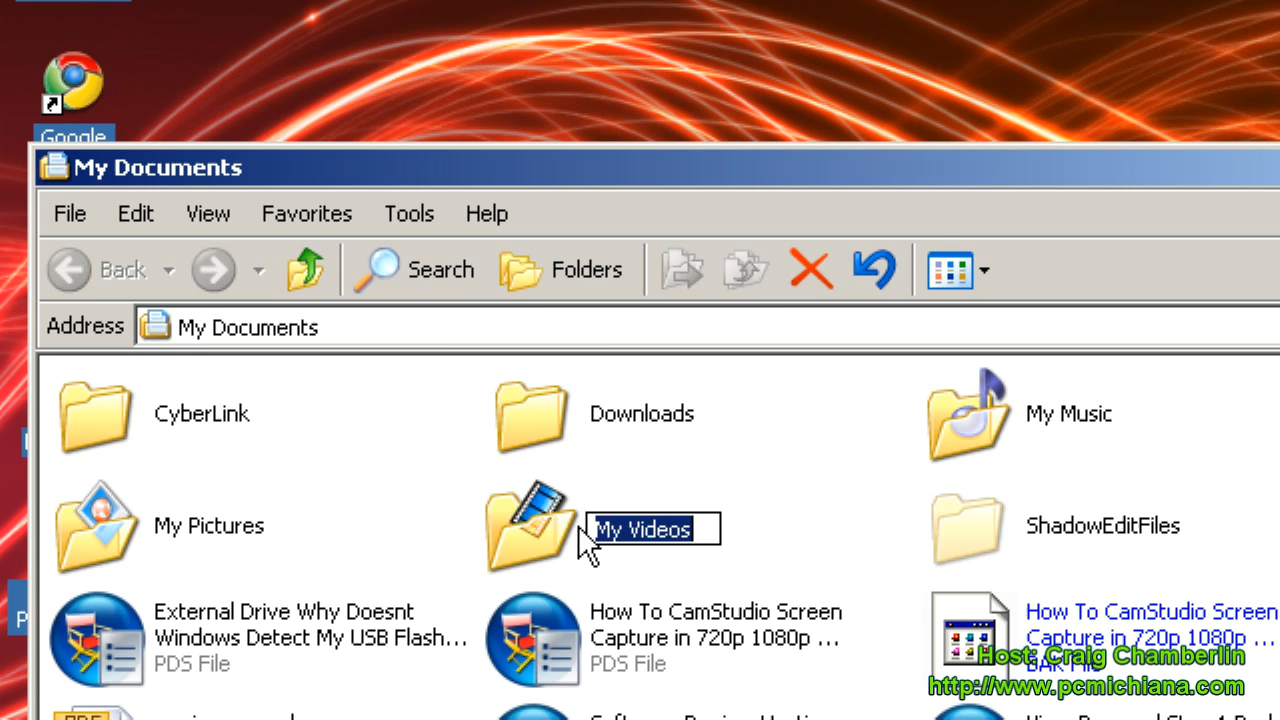 Google
My Documents
File Edit View Favorites Tools Help
Back Search Folders
Address My Documents
CyberLink Downloads My Music
My Pictures My Videos ShadowEditFiles
External Drive Why Doesnt
Windows Detect My USB Flash...
PDS File
How To CamStudio Screen
Capture in 720p 1080p ...
PDS File
How To CamStudio Screen
Capture in 720p 1080p ...
BAK File
Host: Craig Chamberlin
http://www.pcmichiana.com